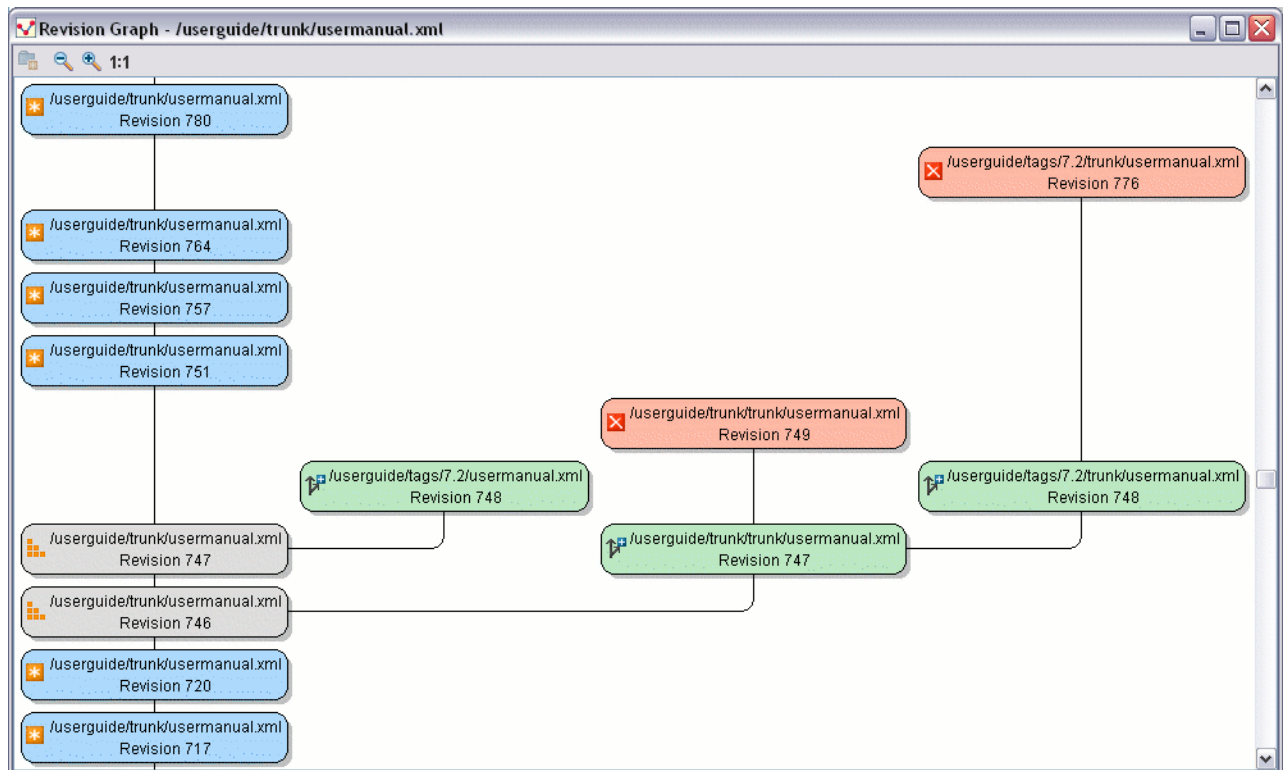 Revision Graph - /userguide/trunk/usermanual.xml
1:1
/userguide/trunk/usermanual.xml
Revision 780
/userguide/tags/7.2/trunk/usermanual.xml
Revision 776
/userguide/trunk/usermanual.xml
Revision 764
/userguide/trunk/usermanual.xml
Revision 757
/userguide/trunk/usermanual.xml
Revision 751
/userguide/trunk/trunk/usermanual.xml
Revision 749
/userguide/tags/7.2/usermanual.xml
Revision 748
/userguide/tags/7.2/trunk/usermanual.xml
Revision 748
/userguide/trunk/usermanual.xml
Revision 747
/userguide/trunk/trunk/usermanual.xml
Revision 747
/userguide/trunk/usermanual.xml
Revision 746
/userguide/trunk/usermanual.xml
Revision 720
/userguide/trunk/usermanual.xml
Revision 717